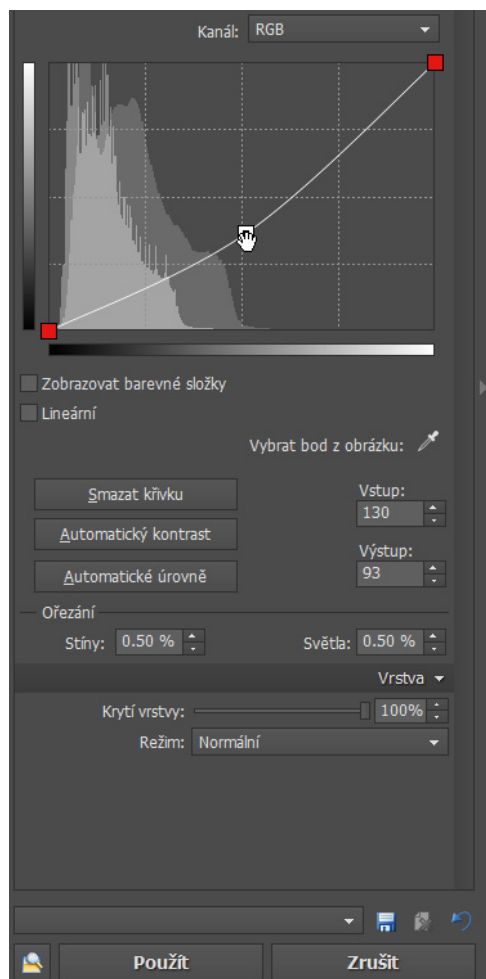 Kanál: RGB
Zobrazovat barevné složky
Lineární
Vybrat bod z obrázku:
Smazat křivku
Vstup:
130
Automatický kontrast
Výstup:
Automatické úrovně
93
Ořezání
Stíny: 0.50 % Světla: 0.50 %
Vrstva
Krytí vrstvy: 100%
Režim: Normální
Použít Zrušit